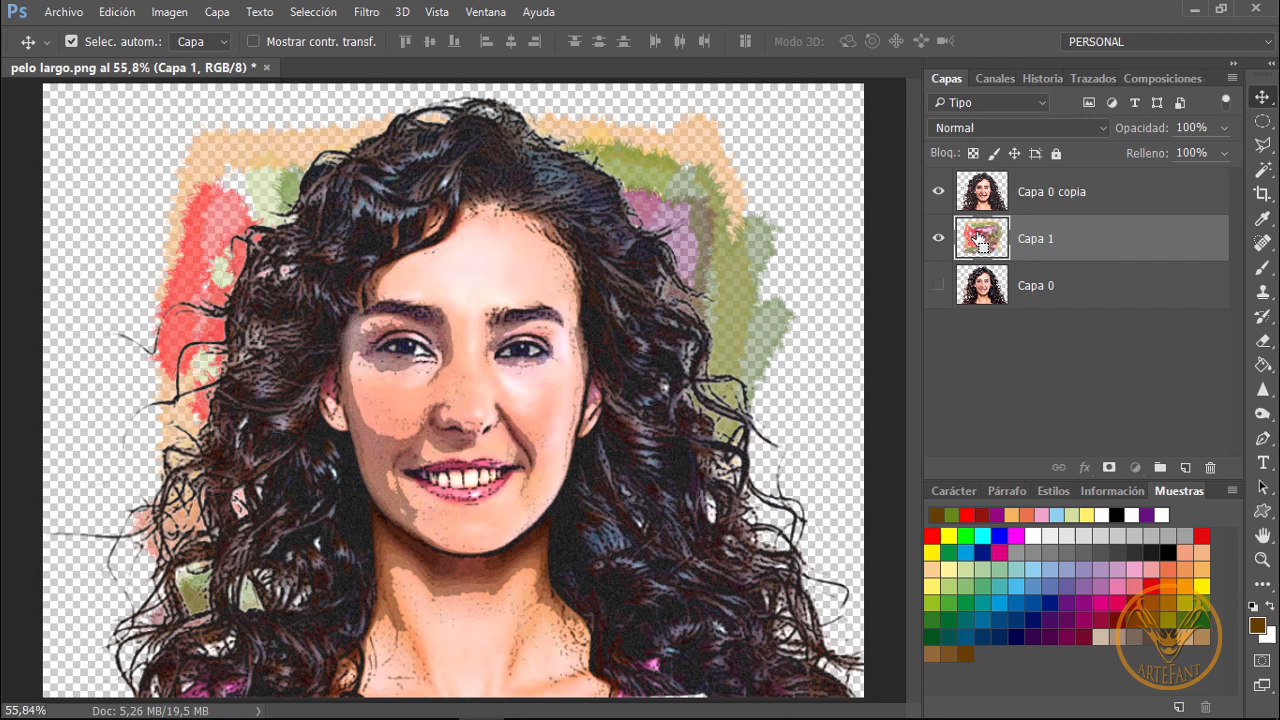 Ps Archivo Edición Imagen Capa Texto Selección Filtro 3D Vista Ventana Ayuda
Selec. autom.: Capa Mostrar contr. transf. Modo 3D: PERSONAL
pelo largo.png al 55,8% (Capa 1, RGB/8) * ×
Capas Canales Historia Trazados Composiciones
Tipo
Normal Opacidad: 100%
Bloq.: Relleno: 100%
Capa 0 copia
Capa 1
Capa 0
fx
Carácter Párrafo Estilos Información Muestras
ARTEFANT
55,84% Doc: 5,26 MB/19,5 MB